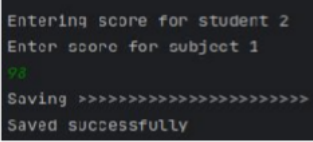 Entering score for student 2
Enter score for subject 1
98
Saving >>>>>>>>>>>>>>>>>>>>>>>
Saved successfully